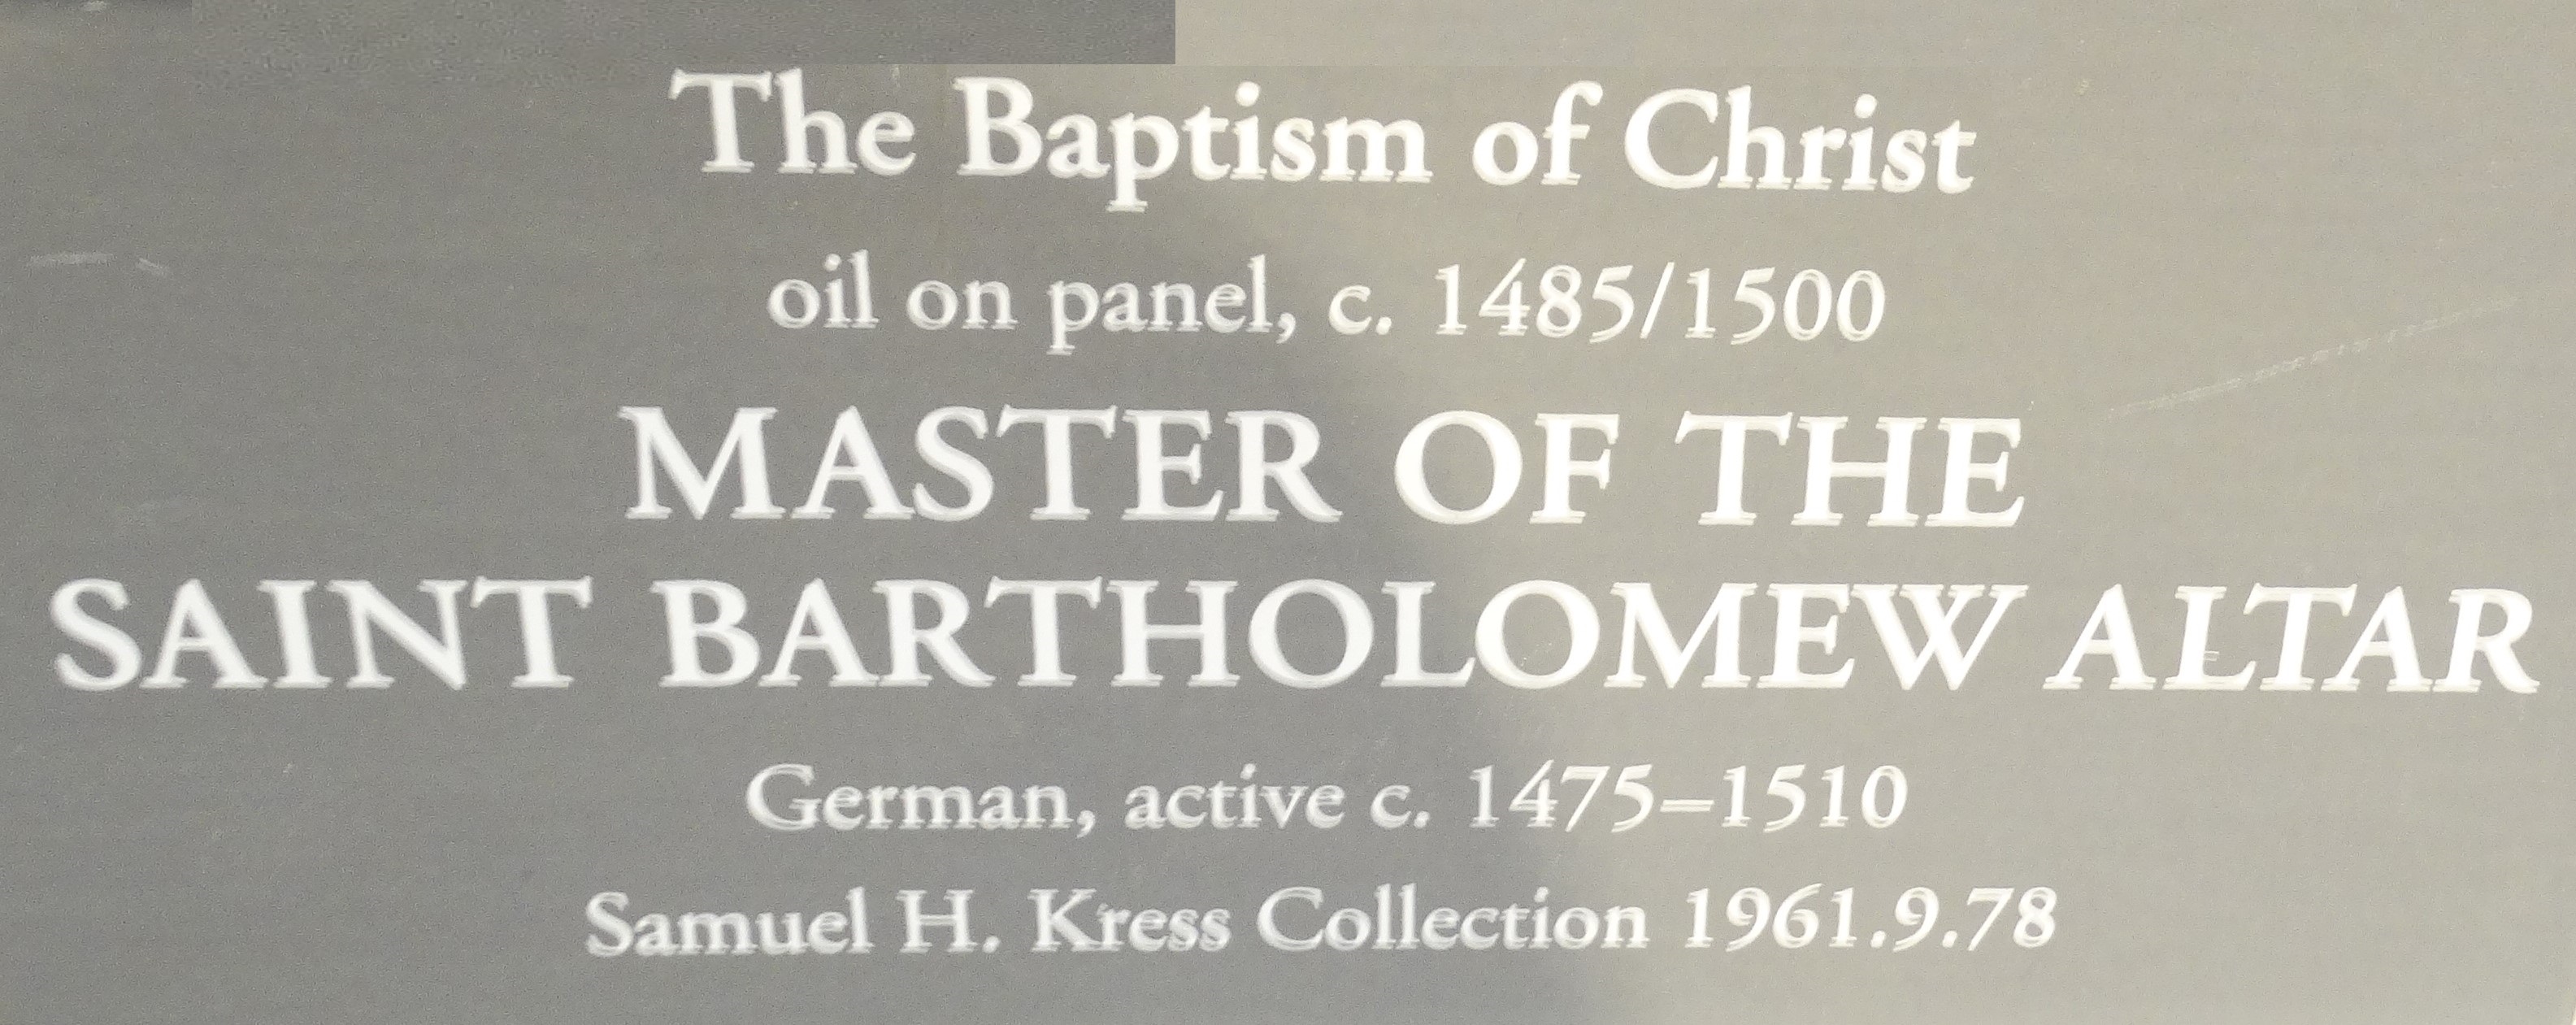 The Baptism of Christ
oil on panel, c. 1485/1500
MASTER OF THE
SAINT BARTHOLOMEW ALTAR
German, active c. 1475–1510
Samuel H. Kress Collection 1961.9.78